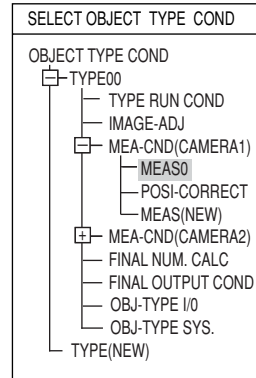 SELECT OBJECT TYPE COND
OBJECT TYPE COND
TYPE00
TYPE RUN COND
IMAGE-ADJ
MEA-CND(CAMERA1)
MEAS0
POSI-CORRECT
MEAS(NEW)
MEA-CND(CAMERA2)
FINAL NUM. CALC
FINAL OUTPUT COND
OBJ-TYPE I/0
OBJ-TYPE SYS.
TYPE(NEW)